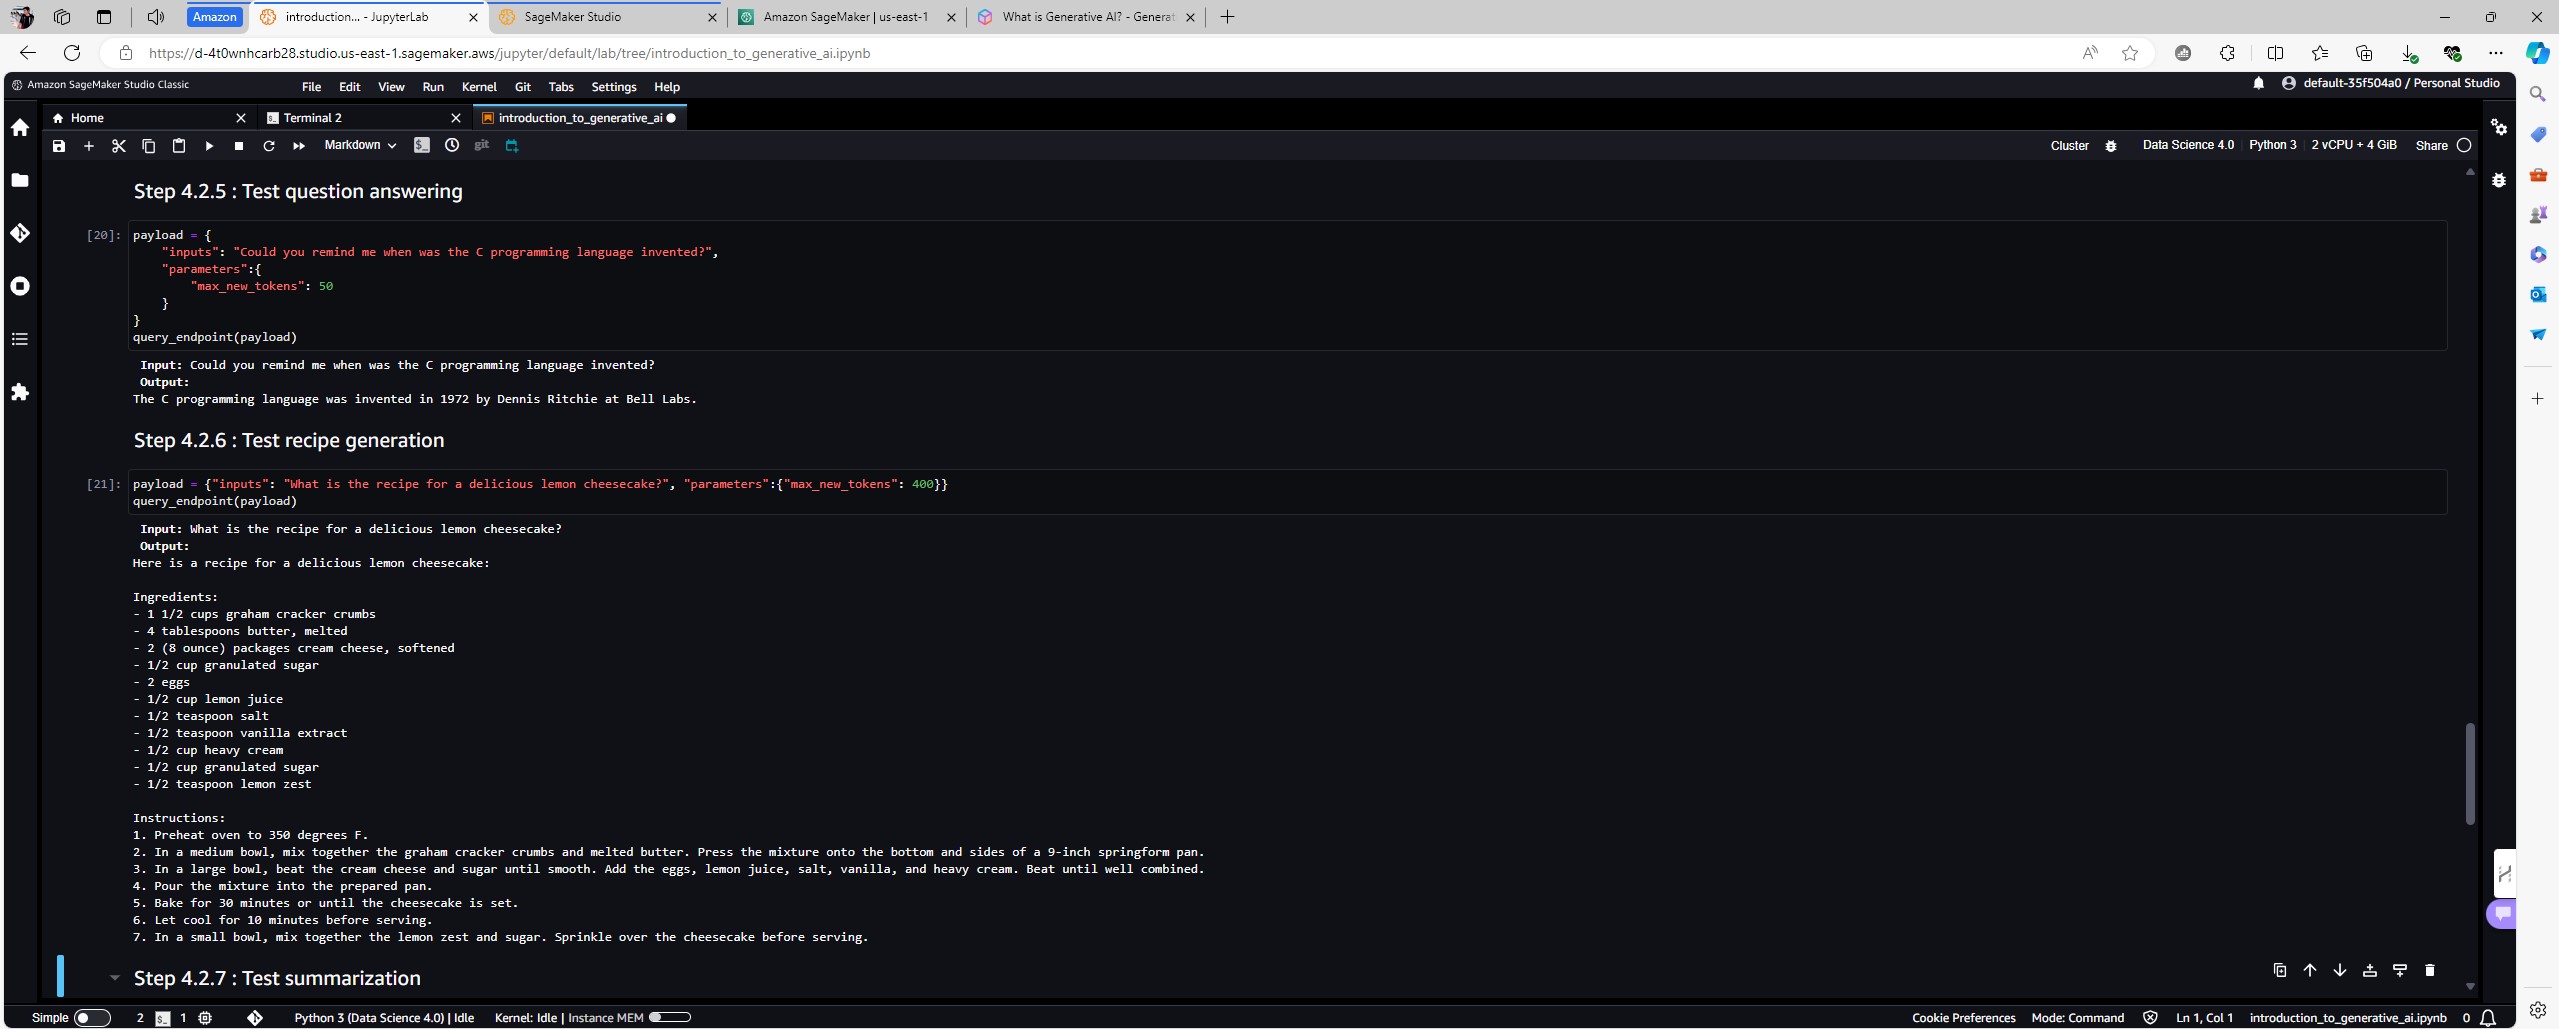 Amazon
introduction... - JupyterLab
SageMaker Studio
Amazon SageMaker | us-east-1
What is Generative AI? - Generat
https://d-4t0wnhcarb28.studio.us-east-1.sagemaker.aws/jupyter/default/lab/tree/introduction_to_generative_ai.ipynb
Amazon SageMaker Studio Classic
File Edit View Run Kernel Git Tabs Settings Help
default-35f504a0 / Personal Studio
Home
Terminal 2
introduction_to_generative_ai
Markdown
git
Cluster
Data Science 4.0
Python 3
2 vCPU + 4 GiB
Share
Step 4.2.5 : Test question answering
[20]: payload = {
"inputs": "Could you remind me when was the C programming language invented?",
"parameters":{
"max_new_tokens": 50
}
}
query_endpoint(payload)
Input: Could you remind me when was the C programming language invented?
Output:
The C programming language was invented in 1972 by Dennis Ritchie at Bell Labs.
Step 4.2.6 : Test recipe generation
[21]: payload = {"inputs": "What is the recipe for a delicious lemon cheesecake?", "parameters":{"max_new_tokens": 400}}
query_endpoint(payload)
Input: What is the recipe for a delicious lemon cheesecake?
Output:
Here is a recipe for a delicious lemon cheesecake:
Ingredients:
- 1 1/2 cups graham cracker crumbs
- 4 tablespoons butter, melted
- 2 (8 ounce) packages cream cheese, softened
- 1/2 cup granulated sugar
- 2 eggs
- 1/2 cup lemon juice
- 1/2 teaspoon salt
- 1/2 teaspoon vanilla extract
- 1/2 cup heavy cream
- 1/2 cup granulated sugar
- 1/2 teaspoon lemon zest
Instructions:
1. Preheat oven to 350 degrees F.
2. In a medium bowl, mix together the graham cracker crumbs and melted butter. Press the mixture onto the bottom and sides of a 9-inch springform pan.
3. In a large bowl, beat the cream cheese and sugar until smooth. Add the eggs, lemon juice, salt, vanilla, and heavy cream. Beat until well combined.
4. Pour the mixture into the prepared pan.
5. Bake for 30 minutes or until the cheesecake is set.
6. Let cool for 10 minutes before serving.
7. In a small bowl, mix together the lemon zest and sugar. Sprinkle over the cheesecake before serving.
Step 4.2.7 : Test summarization
Simple
2
1
Python 3 (Data Science 4.0) | Idle
Kernel: Idle | Instance MEM
Cookie Preferences
Mode: Command
Ln 1, Col 1
introduction_to_generative_ai.ipynb
0